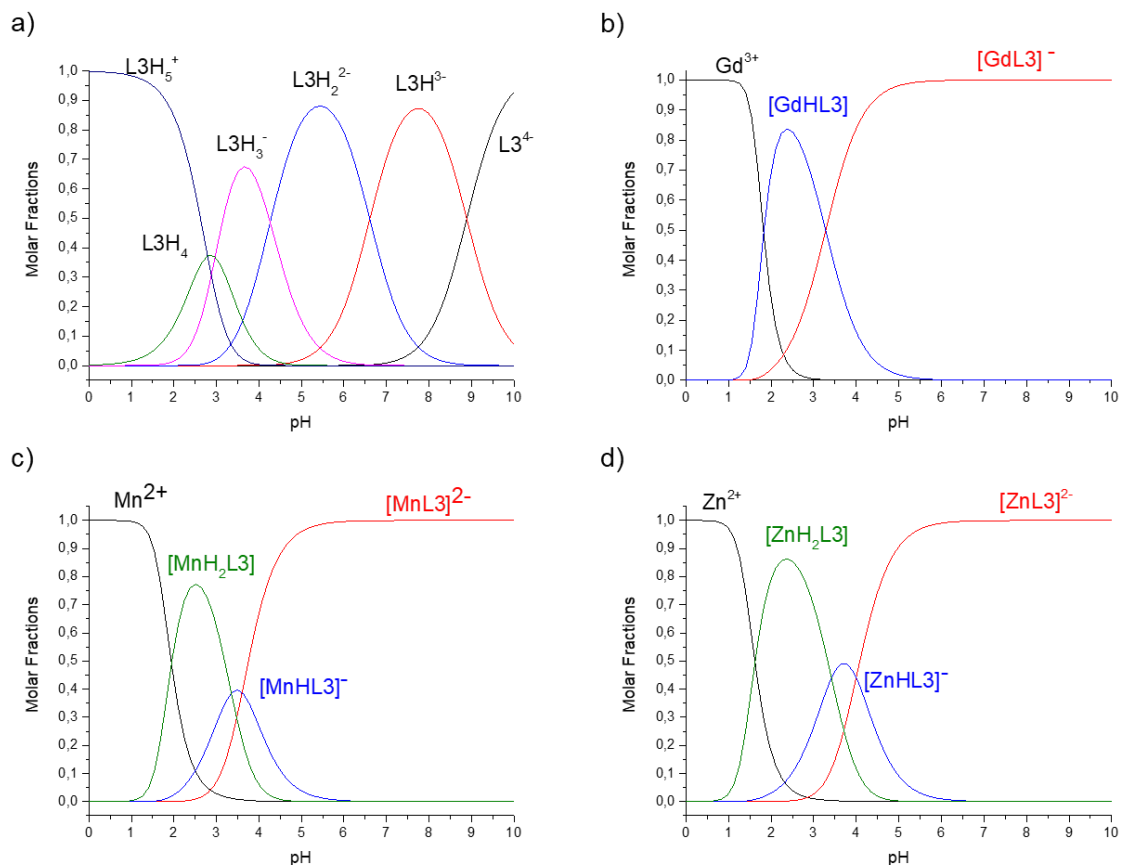 a)
L3H₅⁺
L3H₄
L3H₃⁻
L3H₂²⁻
L3H³⁻
L3⁴⁻
Molar Fractions
1,0
0,9
0,8
0,7
0,6
0,5
0,4
0,3
0,2
0,1
0,0
0 1 2 3 4 5 6 7 8 9 10
pH
b)
Gd³⁺
[GdHL3]
[GdL3]⁻
Molar Fractions
1,0
0,9
0,8
0,7
0,6
0,5
0,4
0,3
0,2
0,1
0,0
0 1 2 3 4 5 6 7 8 9 10
pH
c)
Mn²⁺
[MnH₂L3]
[MnHL3]⁻
[MnL3]²⁻
Molar Fractions
1,0
0,9
0,8
0,7
0,6
0,5
0,4
0,3
0,2
0,1
0,0
0 1 2 3 4 5 6 7 8 9 10
pH
d)
Zn²⁺
[ZnH₂L3]
[ZnHL3]⁻
[ZnL3]²⁻
Molar Fractions
1,0
0,9
0,8
0,7
0,6
0,5
0,4
0,3
0,2
0,1
0,0
0 1 2 3 4 5 6 7 8 9 10
pH